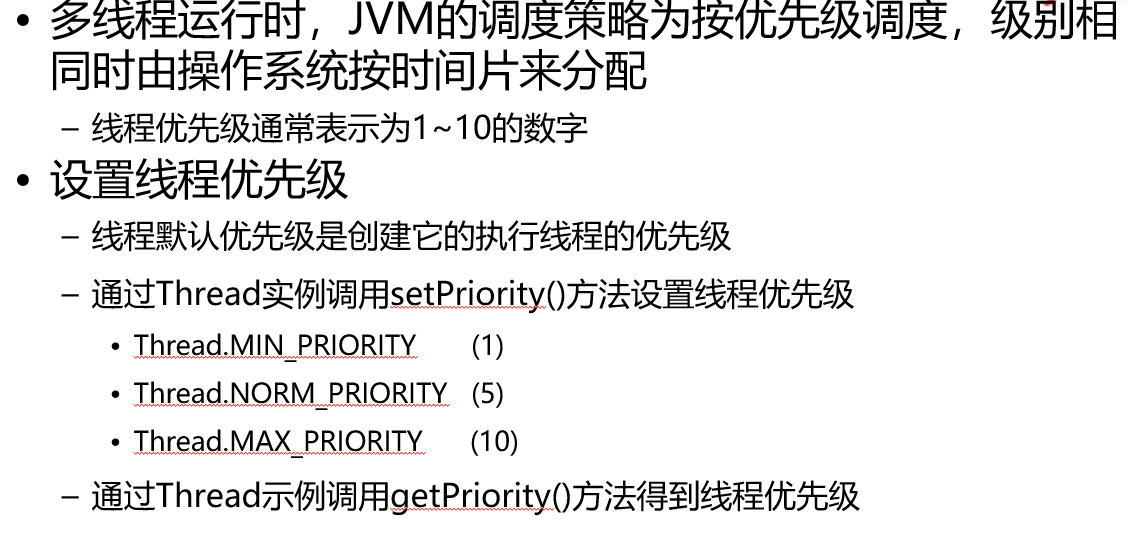 • 多线程运行时，JVM的调度策略为按优先级调度，级别相
同时由操作系统按时间片来分配
– 线程优先级通常表示为1~10的数字
• 设置线程优先级
– 线程默认优先级是创建它的执行线程的优先级
– 通过Thread实例调用setPriority()方法设置线程优先级
• Thread.MIN_PRIORITY (1)
• Thread.NORM_PRIORITY (5)
• Thread.MAX_PRIORITY (10)
– 通过Thread示例调用getPriority()方法得到线程优先级